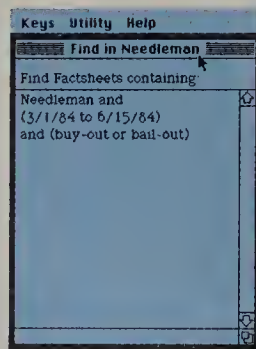 Keys Utility Help
Find in Needleman
Find Factsheets containing:
Needleman and
(3/1/84 to 6/15/84)
and (buy-out or bail-out)